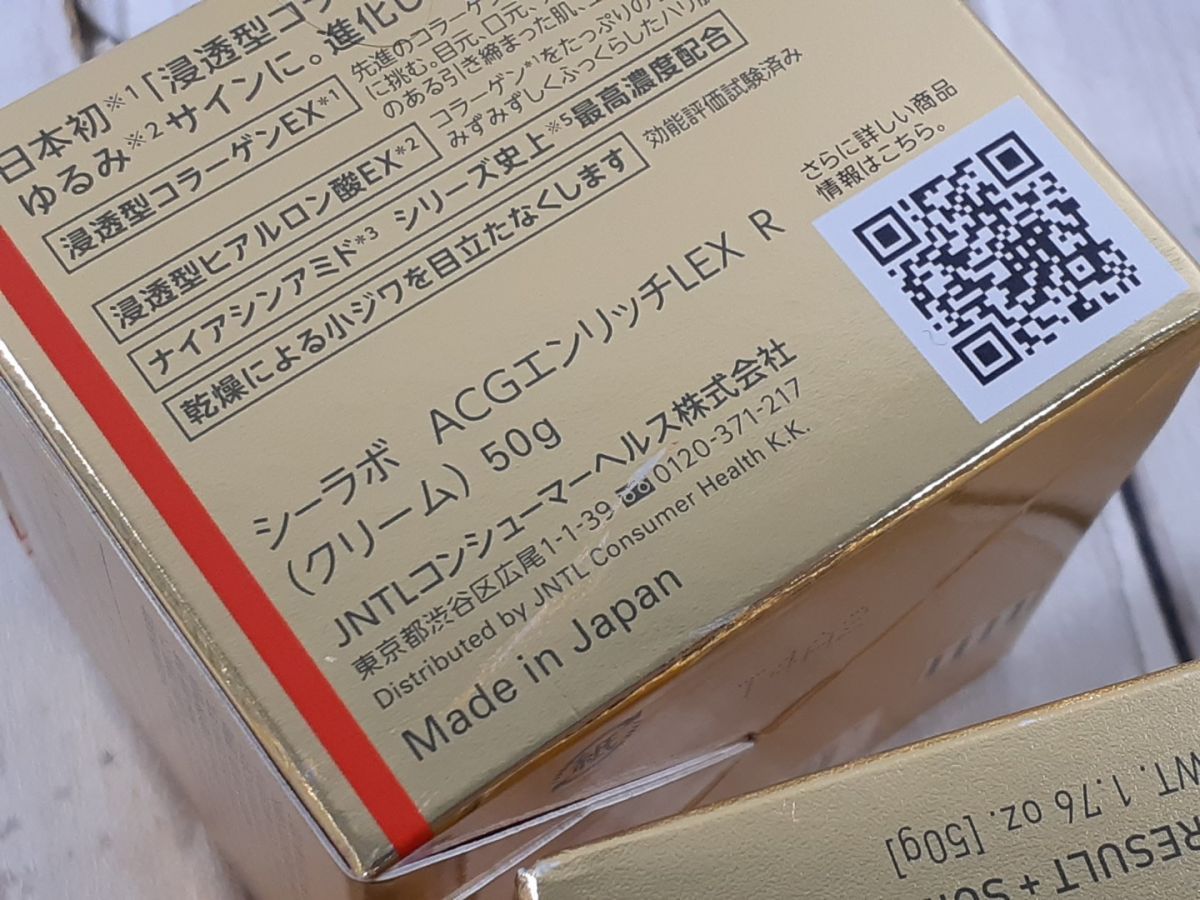 日本初※1「浸透型コラ
ゆるみ※2サインに。進化し
浸透型コラーゲンEX*1
先進のコラーゲン
に挑む。目元、口元、
のある引き締まった肌、
浸透型ヒアルロン酸EX*2
コラーゲン*1をたっぷりの
みずみずしくふっくらしたハリ
ナイアシンアミド*3 シリーズ史上※5最高濃度配合
乾燥による小ジワを目立たなくします
効能評価試験済み
さらに詳しい商品
情報はこちら。
シーラボ ACGエンリッチLEX R
(クリーム) 50g
JNTLコンシューマーヘルス株式会社
東京都渋谷区広尾1-1-39 0120-371-217
Distributed by JNTL Consumer Health K.K.
Made in Japan
WT. 1.76 oz. [50g]
RESULT +